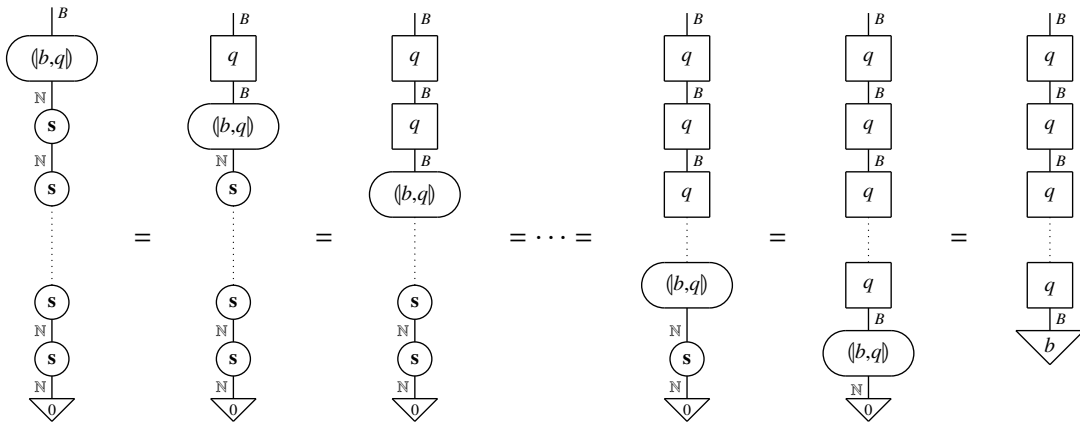 B B B B B B
⦇b,q⦈ q q q q q
ℕ B B B B B
s ⦇b,q⦈ q q q q
ℕ ℕ B B B B
s s ⦇b,q⦈ q q q
= = = ⋯ = = =
s s s ⦇b,q⦈ q q
ℕ ℕ ℕ ℕ B B
s s s s ⦇b,q⦈ b
ℕ ℕ ℕ ℕ ℕ
0 0 0 0 0